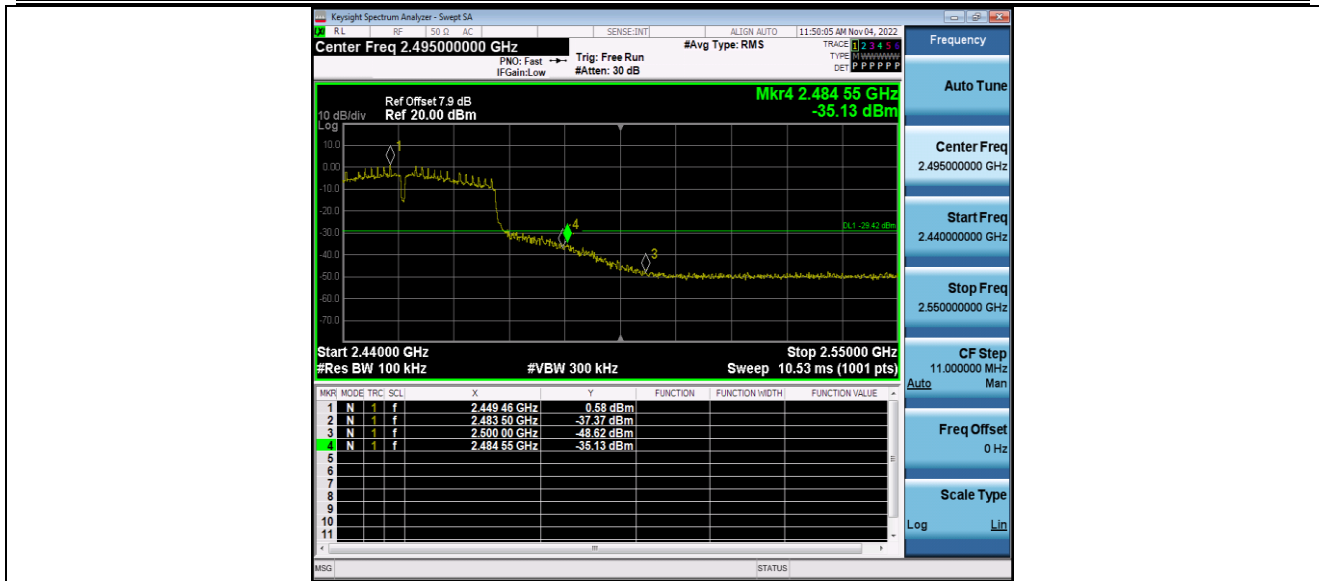 Keysight Spectrum Analyzer - Swept SA
RL RF 50 Ω AC SENSE:INT ALIGN AUTO 11:50:05 AM Nov 04, 2022
Center Freq 2.495000000 GHz
PNO: Fast
IFGain:Low
Trig: Free Run
#Atten: 30 dB
#Avg Type: RMS
TRACE 1 2 3 4 5 6
TYPE M WWWWW
DET P P P P P P
Mkr4 2.484 55 GHz
-35.13 dBm
Ref Offset 7.9 dB
10 dB/div Ref 20.00 dBm
Log
10.0
0.00
-10.0
-20.0
-30.0
-40.0
-50.0
-60.0
-70.0
1
4
3
DL1 -29.42 dBm
Start 2.44000 GHz Stop 2.55000 GHz
#Res BW 100 kHz #VBW 300 kHz Sweep 10.53 ms (1001 pts)
MKR MODE TRC SCL X Y FUNCTION FUNCTION WIDTH FUNCTION VALUE
1 N 1 f 2.449 46 GHz 0.58 dBm
2 N 1 f 2.483 50 GHz -37.37 dBm
3 N 1 f 2.500 00 GHz -48.62 dBm
4 N 1 f 2.484 55 GHz -35.13 dBm
5
6
7
8
9
10
11
MSG STATUS
Frequency
Auto Tune
Center Freq
2.495000000 GHz
Start Freq
2.440000000 GHz
Stop Freq
2.550000000 GHz
CF Step
11.000000 MHz
Auto Man
Freq Offset
0 Hz
Scale Type
Log Lin